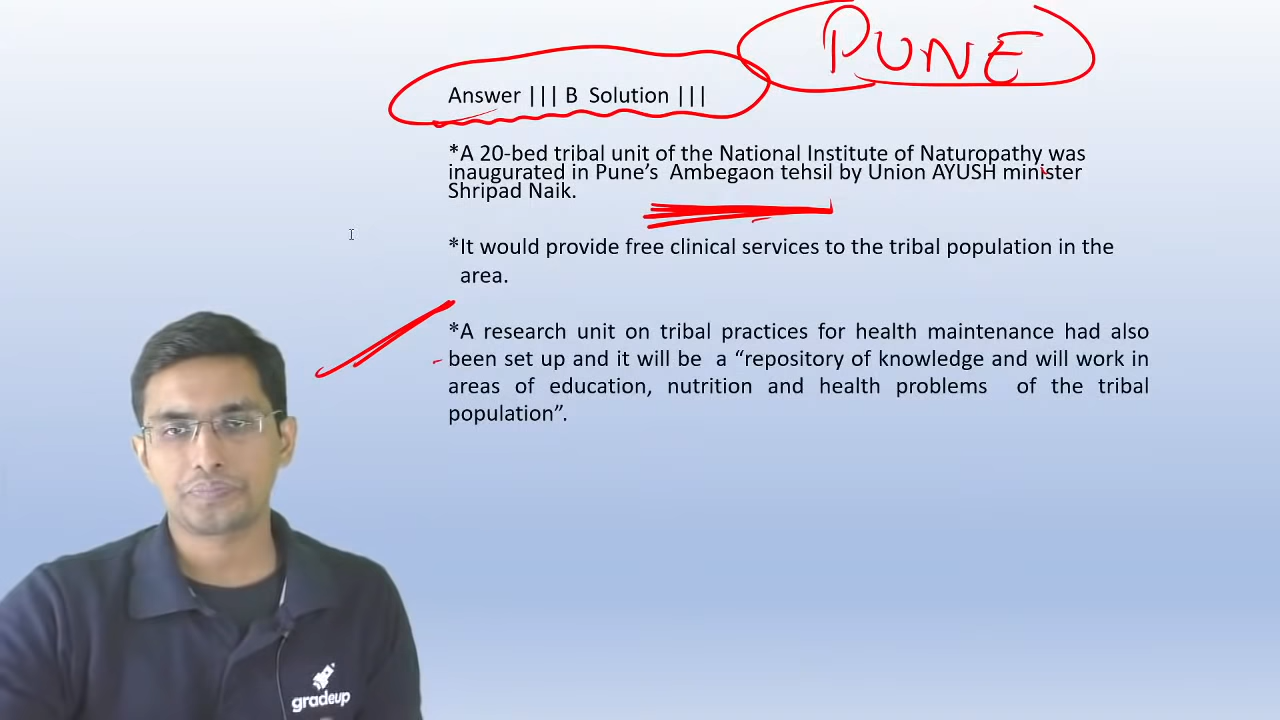 PUNE
Answer ||| B Solution |||
*A 20-bed tribal unit of the National Institute of Naturopathy was
inaugurated in Pune’s Ambegaon tehsil by Union AYUSH minister
Shripad Naik.
*It would provide free clinical services to the tribal population in the
area.
*A research unit on tribal practices for health maintenance had also
been set up and it will be a “repository of knowledge and will work in
areas of education, nutrition and health problems of the tribal
population”.
gradeup